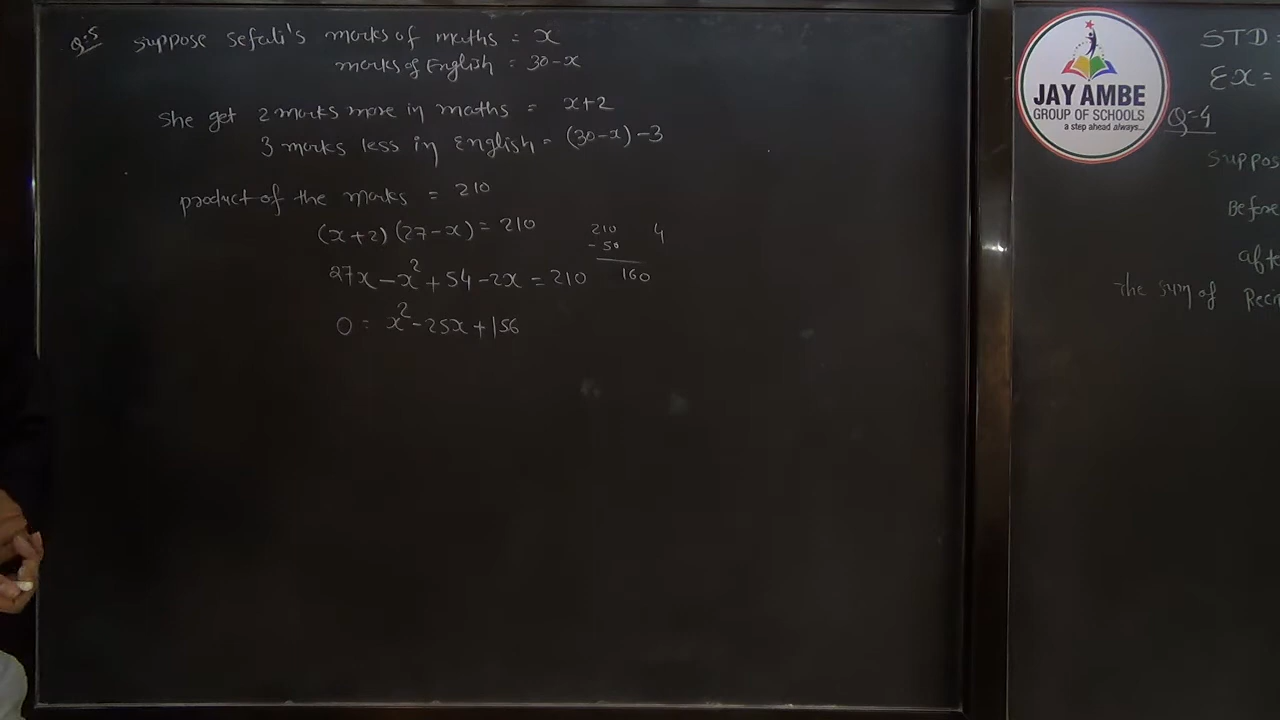 Q:5 Suppose Sefali's marks of maths = x
marks of English = 30-x
She get 2 marks more in maths = x+2
3 marks less in English = (30-x)-3
product of the marks = 210
(x+2) (27-x) = 210
27x-x²+54-2x = 210
0 = x²-25x+156
210 4
- 50
160
JAY AMBE
GROUP OF SCHOOLS
a step ahead always...
STD =
EX =
Q-4
Suppos
Before
after
The sum of Reci